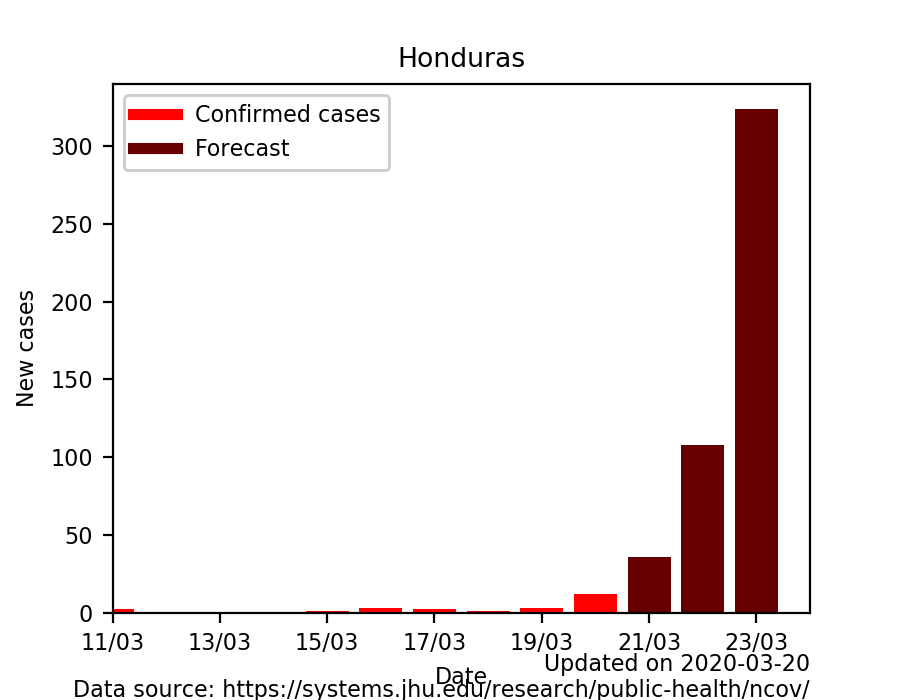 Honduras
Confirmed cases
Forecast
New cases
300
250
200
150
100
50
0
11/03 13/03 15/03 17/03 19/03 21/03 23/03
Updated on 2020-03-20
Date
Data source: https://systems.jhu.edu/research/public-health/ncov/